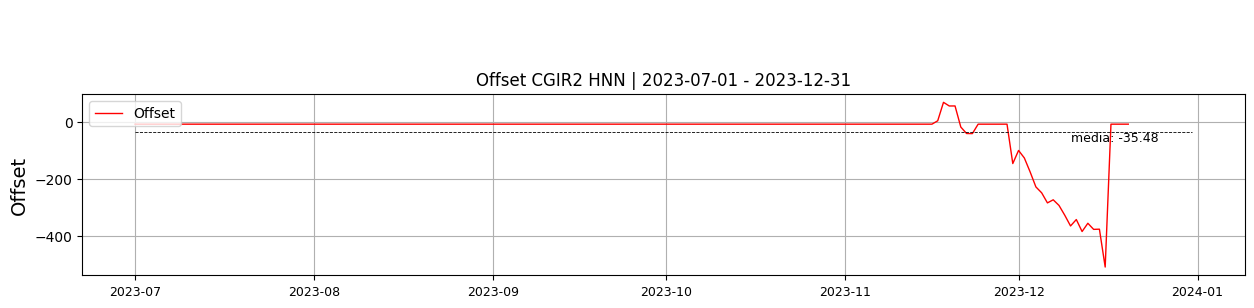 Offset CGIR2 HNN | 2023-07-01 - 2023-12-31
Offset
Offset
0
−200
−400
media: -35.48
2023-07
2023-08
2023-09
2023-10
2023-11
2023-12
2024-01